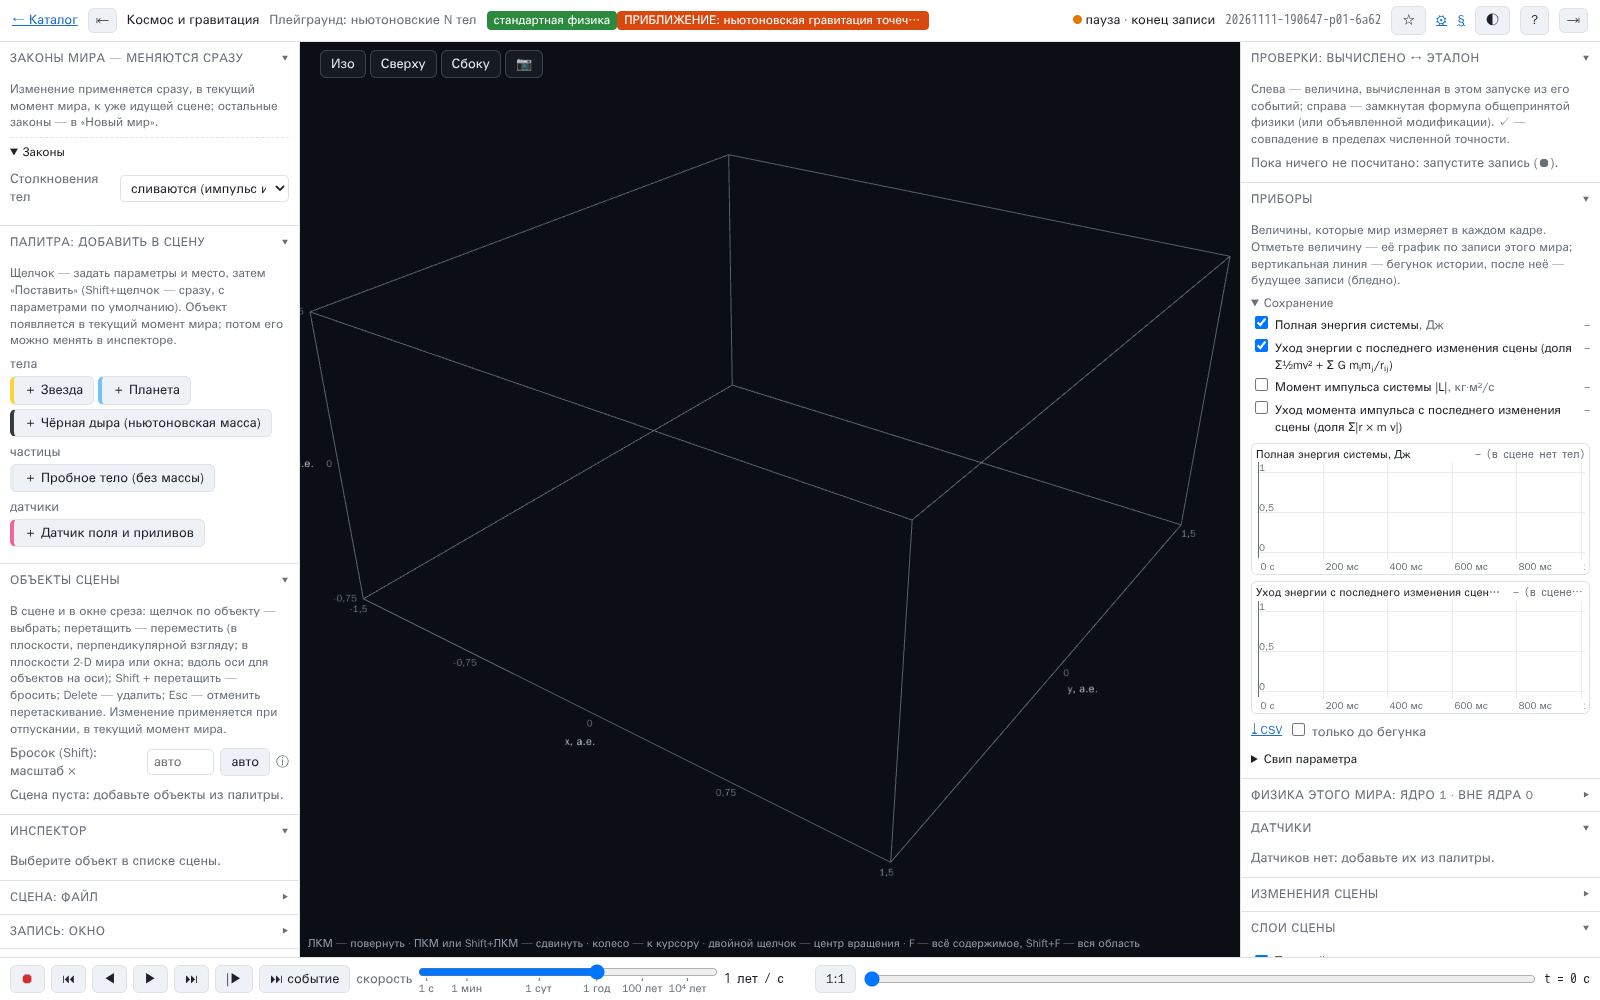 ← Каталог
Космос и гравитация
Плейграунд: ньютоновские N тел
стандартная физика
ПРИБЛИЖЕНИЕ: ньютоновская гравитация точеч···
пауза · конец записи
20261111-190647-p01-6a62
?
ЗАКОНЫ МИРА — МЕНЯЮТСЯ СРАЗУ
Изменение применяется сразу, в текущий
момент мира, к уже идущей сцене; остальные
законы — в «Новый мир».
Законы
Столкновения
тел
сливаются (импульс и
ПАЛИТРА: ДОБАВИТЬ В СЦЕНУ
Щелчок — задать параметры и место, затем
«Поставить» (Shift+щелчок — сразу, с
параметрами по умолчанию). Объект
появляется в текущий момент мира; потом его
можно менять в инспекторе.
тела
+ Звезда
+ Планета
+ Чёрная дыра (ньютоновская масса)
частицы
+ Пробное тело (без массы)
датчики
+ Датчик поля и приливов
ОБЪЕКТЫ СЦЕНЫ
В сцене и в окне среза: щелчок по объекту —
выбрать; перетащить — переместить (в
плоскости, перпендикулярной взгляду; в
плоскости 2-D мира или окна; вдоль оси для
объектов на оси); Shift + перетащить —
бросить; Delete — удалить; Esc — отменить
перетаскивание. Изменение применяется при
отпускании, в текущий момент мира.
Бросок (Shift):
масштаб ×
авто
авто
ⓘ
Сцена пуста: добавьте объекты из палитры.
ИНСПЕКТОР
Выберите объект в списке сцены.
СЦЕНА: ФАЙЛ
ЗАПИСЬ: ОКНО
Изо
Сверху
Сбоку
5
.е.
0
-0,75
-1,5
-0,75
0
x, а.е.
0,75
1,5
0
y, а.е.
1,5
ЛКМ — повернуть · ПКМ или Shift+ЛКМ — сдвинуть · колесо — к курсору · двойной щелчок — центр вращения · F — всё содержимое, Shift+F — вся область
ПРОВЕРКИ: ВЫЧИСЛЕНО ↔ ЭТАЛОН
Слева — величина, вычисленная в этом запуске из его
событий; справа — замкнутая формула общепринятой
физики (или объявленной модификации). ✓ —
совпадение в пределах численной точности.
Пока ничего не посчитано: запустите запись (⏺).
ПРИБОРЫ
Величины, которые мир измеряет в каждом кадре.
Отметьте величину — её график по записи этого мира;
вертикальная линия — бегунок истории, после неё —
будущее записи (бледно).
Сохранение
Полная энергия системы, Дж –
Уход энергии с последнего изменения сцены (доля –
Σ½mv² + Σ G mᵢmⱼ/rᵢⱼ)
Момент импульса системы |L|, кг·м²/с –
Уход момента импульса с последнего изменения –
сцены (доля Σ|r × m v|)
Полная энергия системы, Дж – (в сцене нет тел)
1
0,5
0
0 с 200 мс 400 мс 600 мс 800 мс
Уход энергии с последнего изменения сцен··· – (в сцене···
1
0,5
0
0 с 200 мс 400 мс 600 мс 800 мс
⤓ CSV
только до бегунка
Свип параметра
ФИЗИКА ЭТОГО МИРА: ЯДРО 1 · ВНЕ ЯДРА 0
ДАТЧИКИ
Датчиков нет: добавьте их из палитры.
ИЗМЕНЕНИЯ СЦЕНЫ
СЛОИ СЦЕНЫ
⏭ событие
скорость
1 с 1 мин 1 сут 1 год 100 лет 10⁴ лет
1 лет / с
1:1
t = 0 с